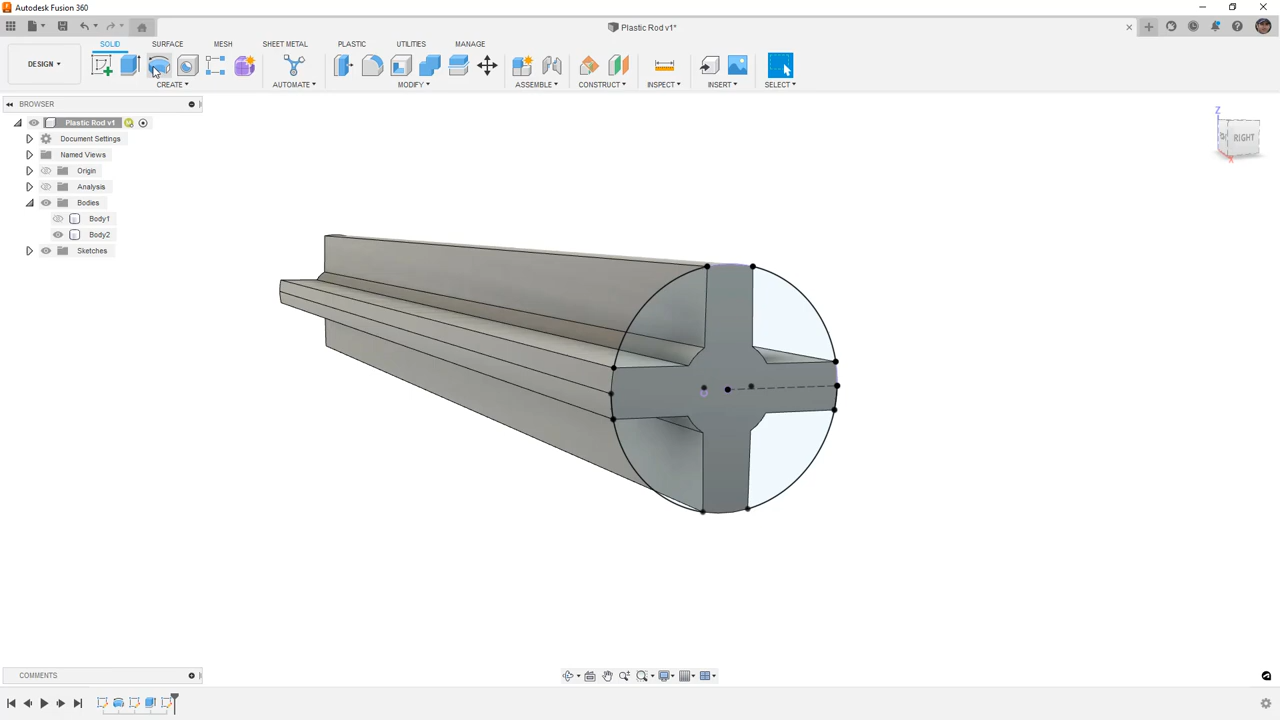 Autodesk Fusion 360
Plastic Rod v1*
SOLID SURFACE MESH SHEET METAL PLASTIC UTILITIES MANAGE
DESIGN
CREATE AUTOMATE MODIFY ASSEMBLE CONSTRUCT INSPECT INSERT SELECT
BROWSER
Plastic Rod v1
Document Settings
Named Views
Origin
Analysis
Bodies
Body1
Body2
Sketches
Z
RIGHT
X
COMMENTS